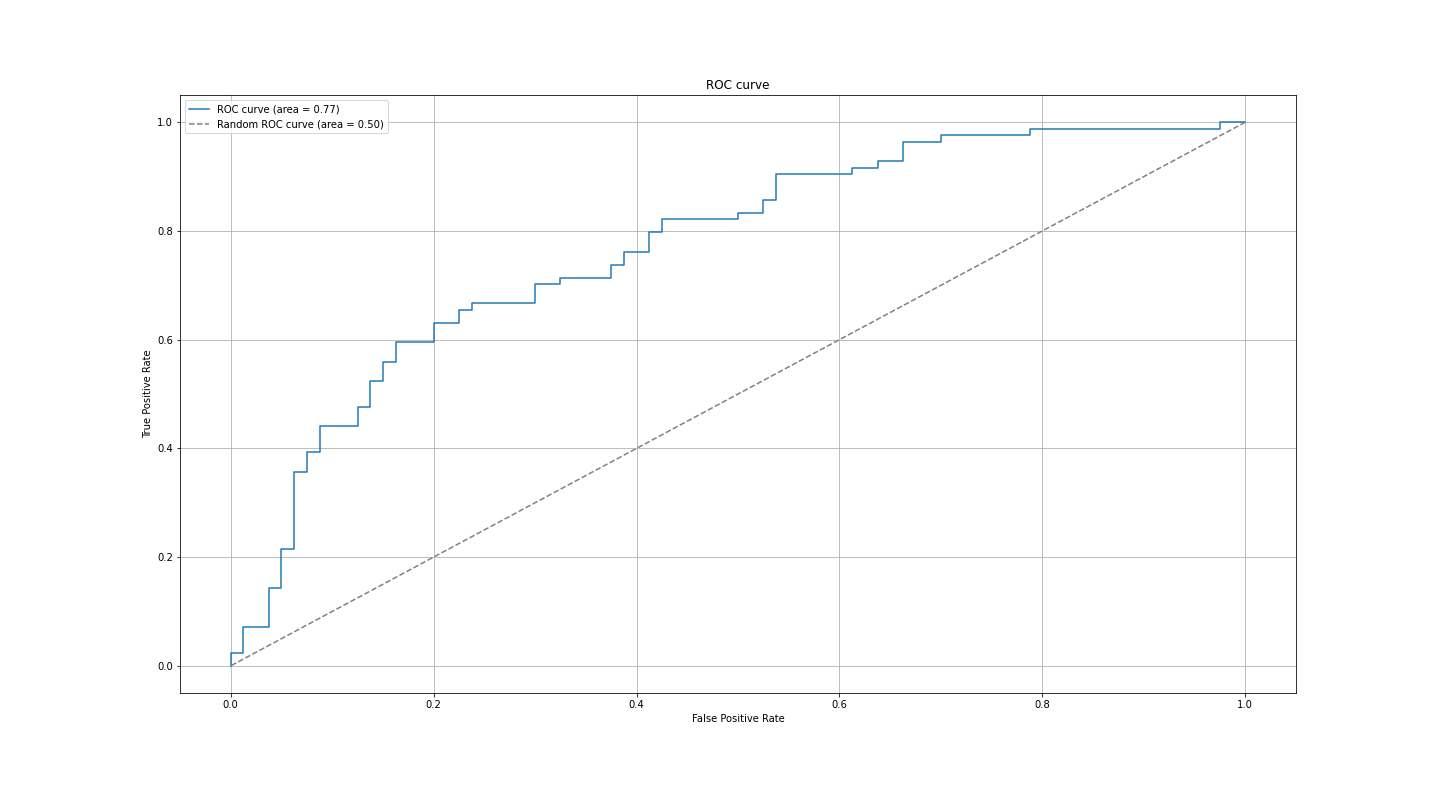 ROC curve
ROC curve (area = 0.77)
Random ROC curve (area = 0.50)
1.0
0.8
0.6
0.4
0.2
0.0
True Positive Rate
0.0 0.2 0.4 0.6 0.8 1.0
False Positive Rate